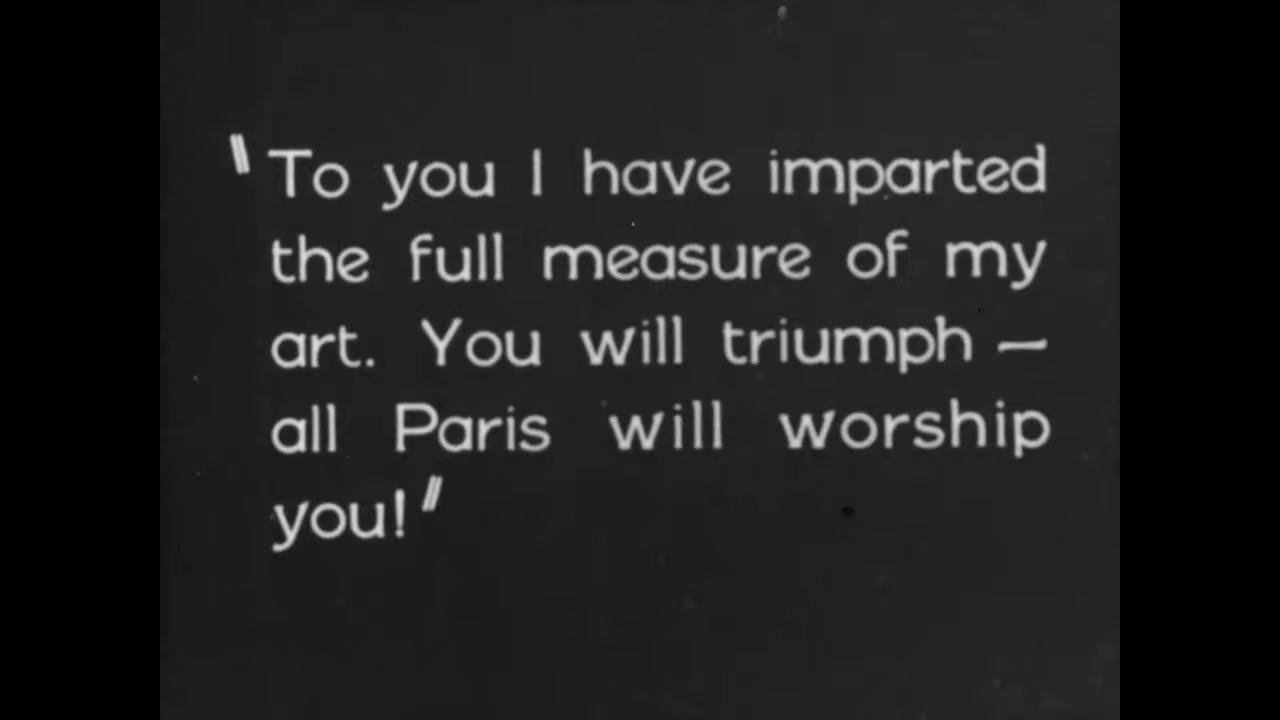 "To you I have imparted
the full measure of my
art. You will triumph —
all Paris will worship
you!"